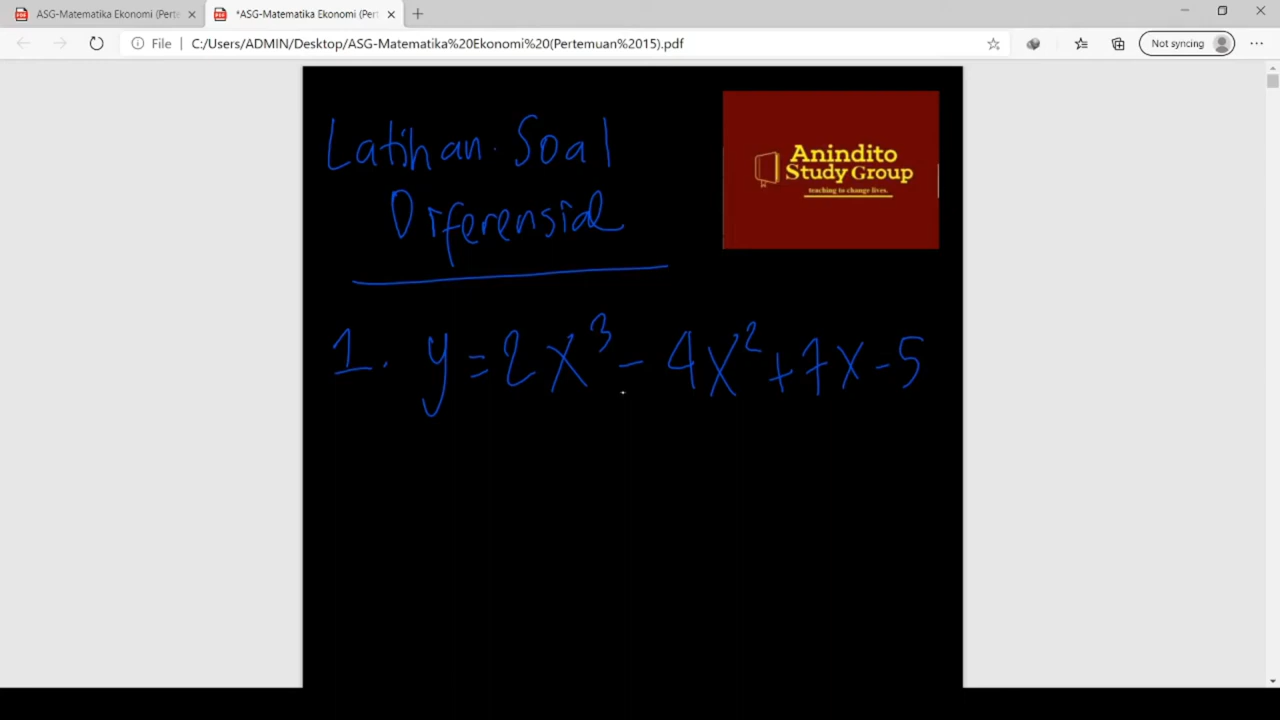 ASG-Matematika Ekonomi (Perte
*ASG-Matematika Ekonomi (Pert
File | C:/Users/ADMIN/Desktop/ASG-Matematika%20Ekonomi%20(Pertemuan%2015).pdf
Not syncing
Latihan Soal
Diferensial
Anindito
Study Group
teaching to change lives.
1. y = 2x³ - 4x² + 7x - 5